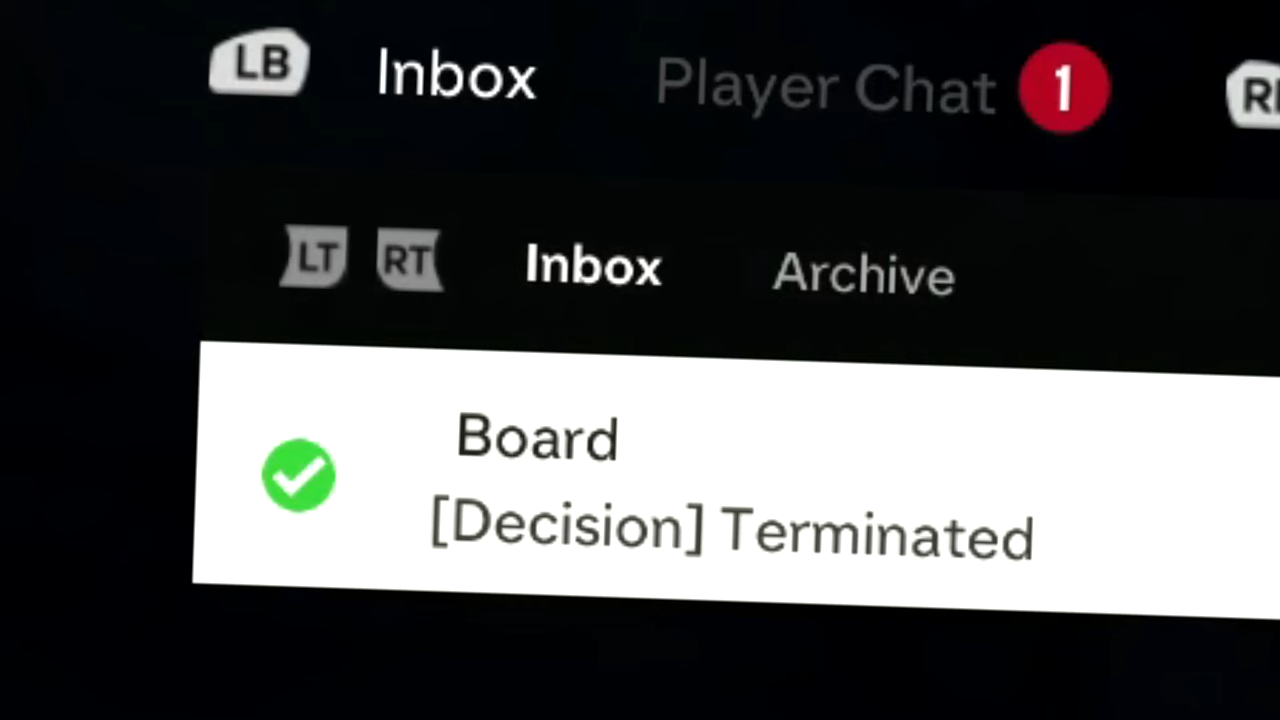 LB Inbox Player Chat 1
LT RT Inbox Archive
Board
[Decision] Terminated